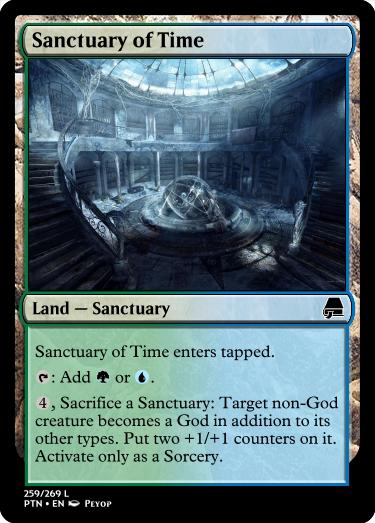 Sanctuary of Time
Land — Sanctuary
Sanctuary of Time enters tapped.
: Add or .
4, Sacrifice a Sanctuary: Target non-God
creature becomes a God in addition to its
other types. Put two +1/+1 counters on it.
Activate only as a Sorcery.
259/269 L
PTN • EN Peyop